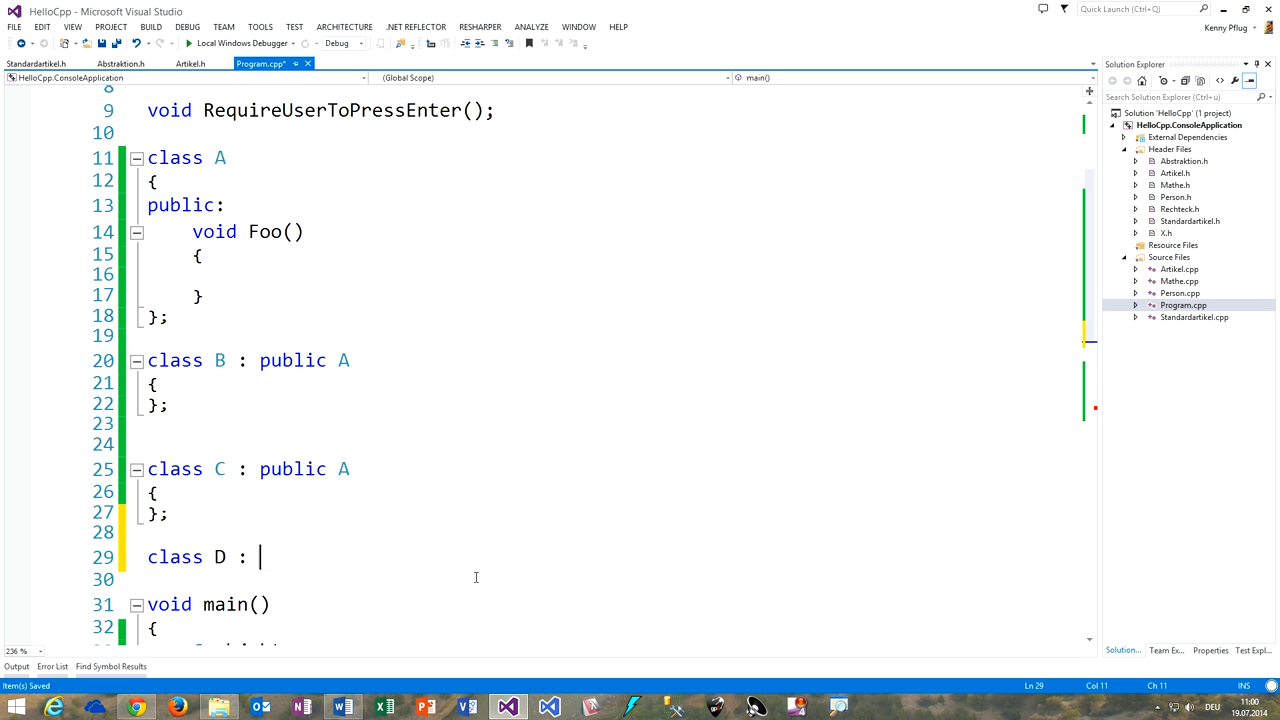 HelloCpp - Microsoft Visual Studio
Quick Launch (Ctrl+Q)
FILE EDIT VIEW PROJECT BUILD DEBUG TEAM TOOLS TEST ARCHITECTURE .NET REFLECTOR RESHARPER ANALYZE WINDOW HELP
Kenny Pflug
Local Windows Debugger Debug
Standardartikel.h Abstraktion.h Artikel.h Program.cpp*
HelloCpp.ConsoleApplication (Global Scope) main()
8
9 void RequireUserToPressEnter();
10
11 class A
12 {
13 public:
14 void Foo()
15 {
16
17 }
18 };
19
20 class B : public A
21 {
22 };
23
24
25 class C : public A
26 {
27 };
28
29 class D :
30
31 void main()
32 {
236 %
Solution Explorer
Search Solution Explorer (Ctrl+ü)
Solution 'HelloCpp' (1 project)
HelloCpp.ConsoleApplication
External Dependencies
Header Files
Abstraktion.h
Artikel.h
Mathe.h
Person.h
Rechteck.h
Standardartikel.h
X.h
Resource Files
Source Files
Artikel.cpp
Mathe.cpp
Person.cpp
Program.cpp
Standardartikel.cpp
Solution... Team Ex... Properties Test Expl...
Output Error List Find Symbol Results
Item(s) Saved Ln 29 Col 11 Ch 11 INS
DEU
11:00
19.07.2014